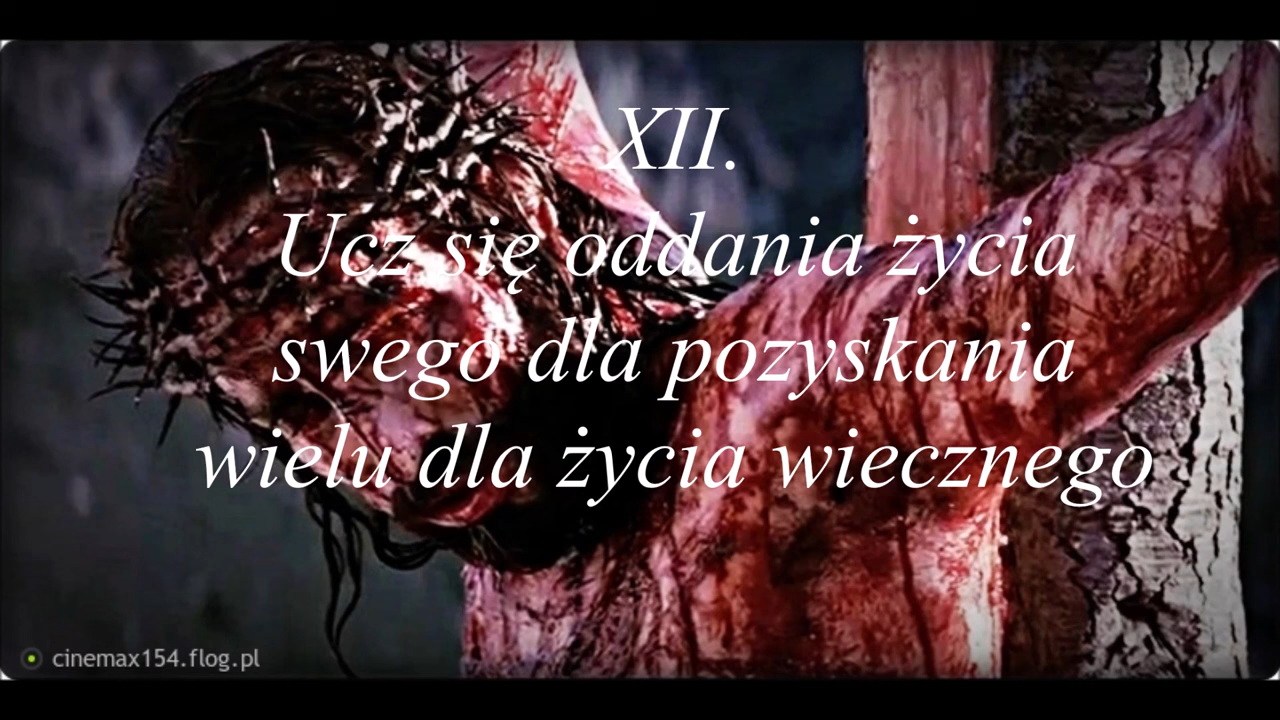 XII.
Ucz się oddania życia
swego dla pozyskania
wielu dla życia wiecznego
cinemax154.flog.pl